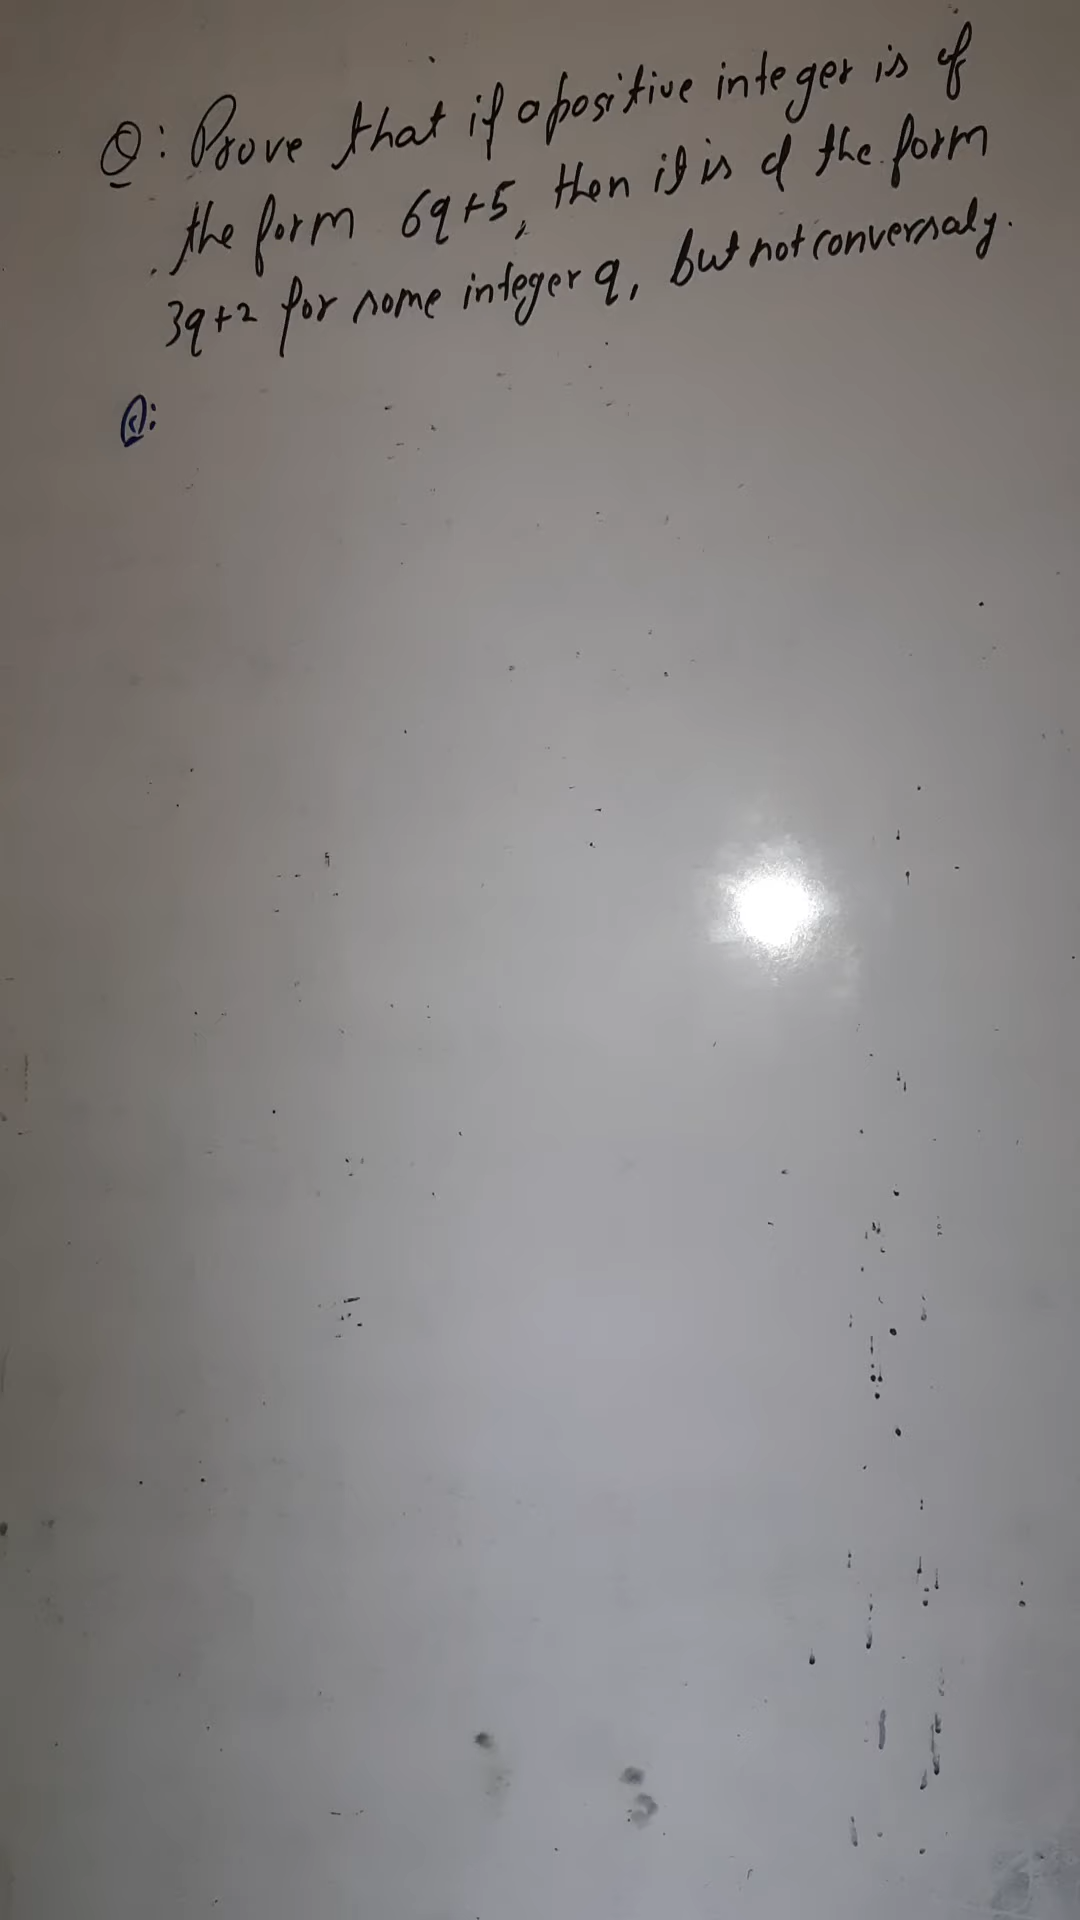 Q: Prove that if a positive integer is of
the form 6q+5, then it is of the form
3q+2 for some integer q, but not conversaly.
Q: